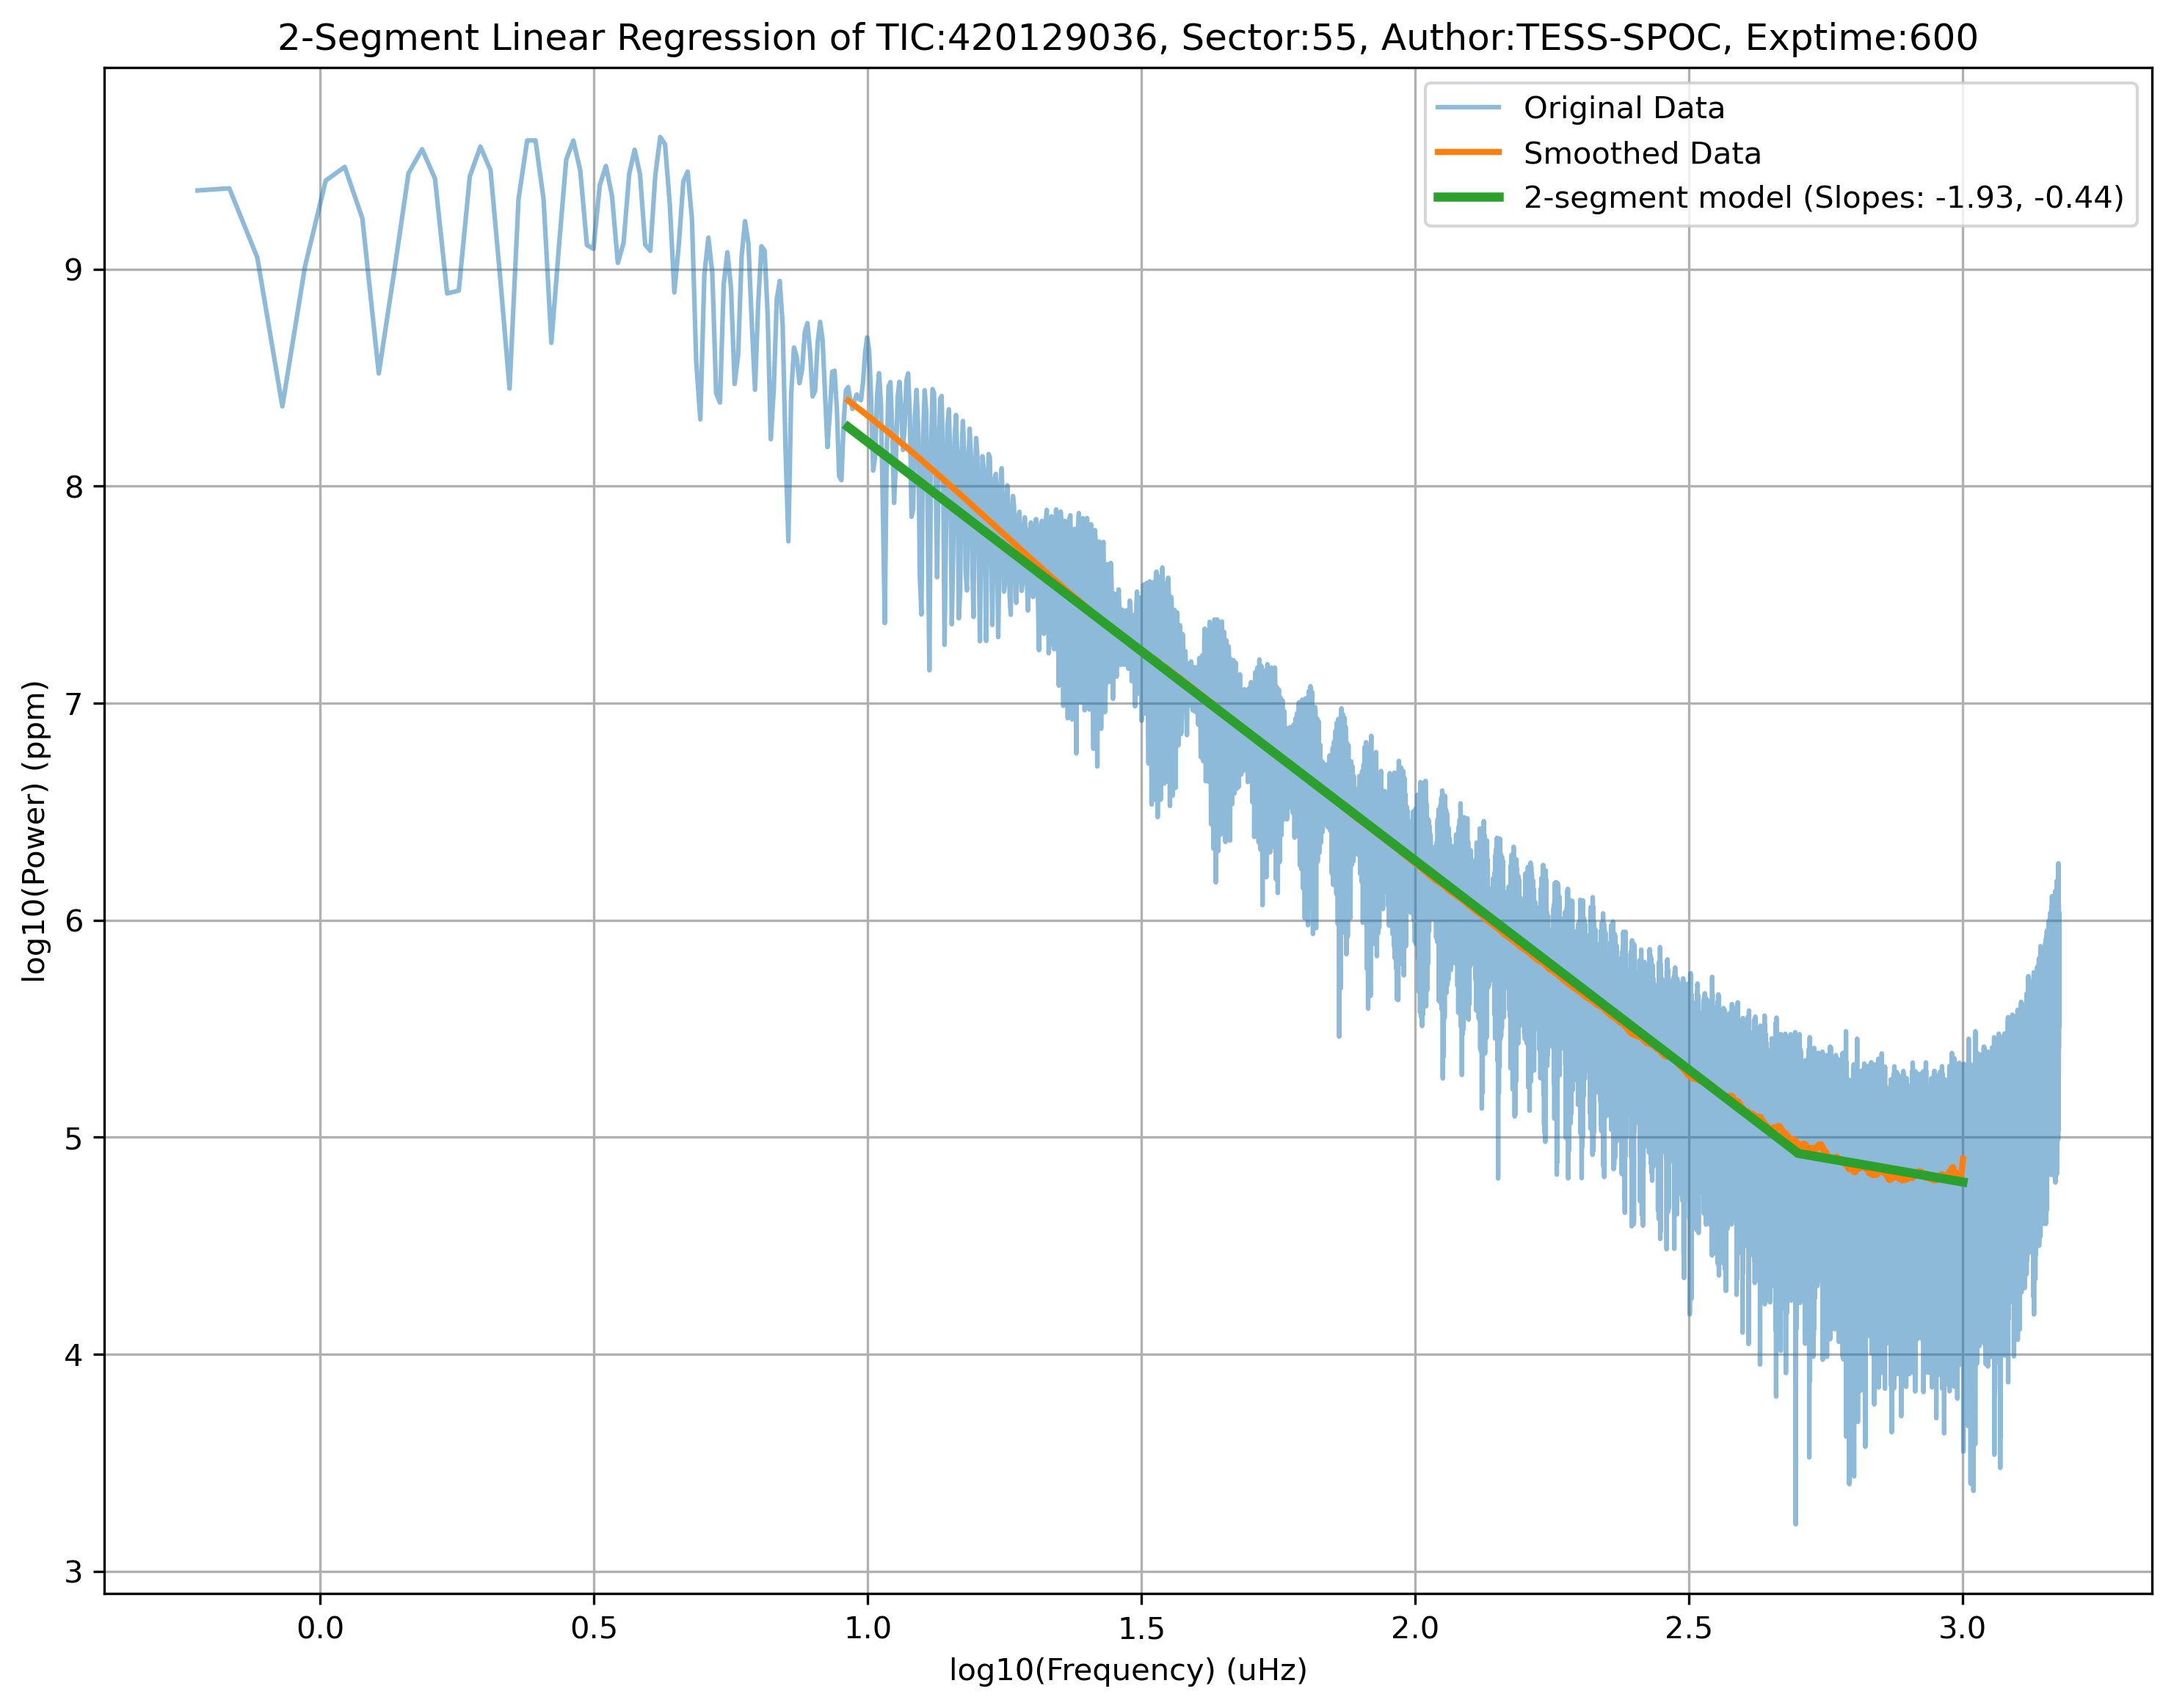 2-Segment Linear Regression of TIC:420129036, Sector:55, Author:TESS-SPOC, Exptime:600
Original Data
Smoothed Data
2-segment model (Slopes: -1.93, -0.44)
9
8
7
6
5
4
3
log10(Power) (ppm)
0.0 0.5 1.0 1.5 2.0 2.5 3.0
log10(Frequency) (uHz)